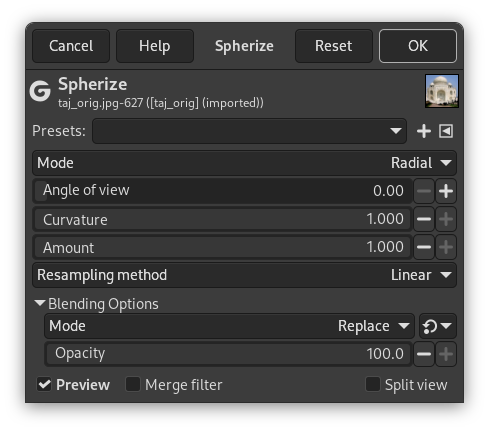 Cancel Help Spherize Reset OK
Spherize
taj_orig.jpg-627 ([taj_orig] (imported))
Presets:
Mode Radial
Angle of view 0.00
Curvature 1.000
Amount 1.000
Resampling method Linear
Blending Options
Mode Replace
Opacity 100.0
Preview Merge filter Split view